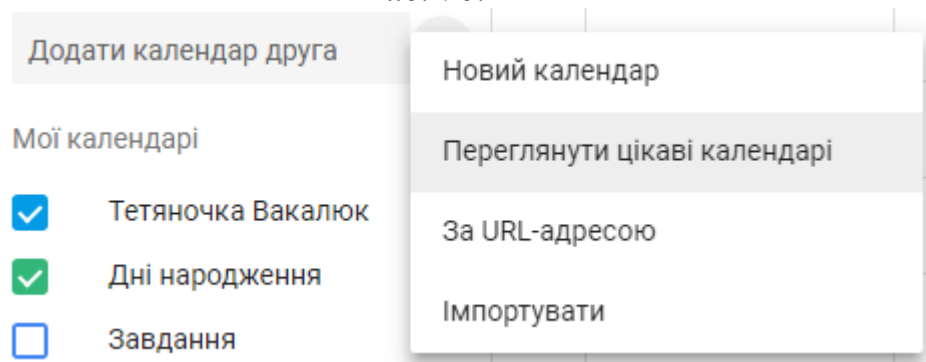 Додати календар друга
Мої календарі
Тетяночка Вакалюк
Дні народження
Завдання
Новий календар
Переглянути цікаві календарі
За URL-адресою
Імпортувати